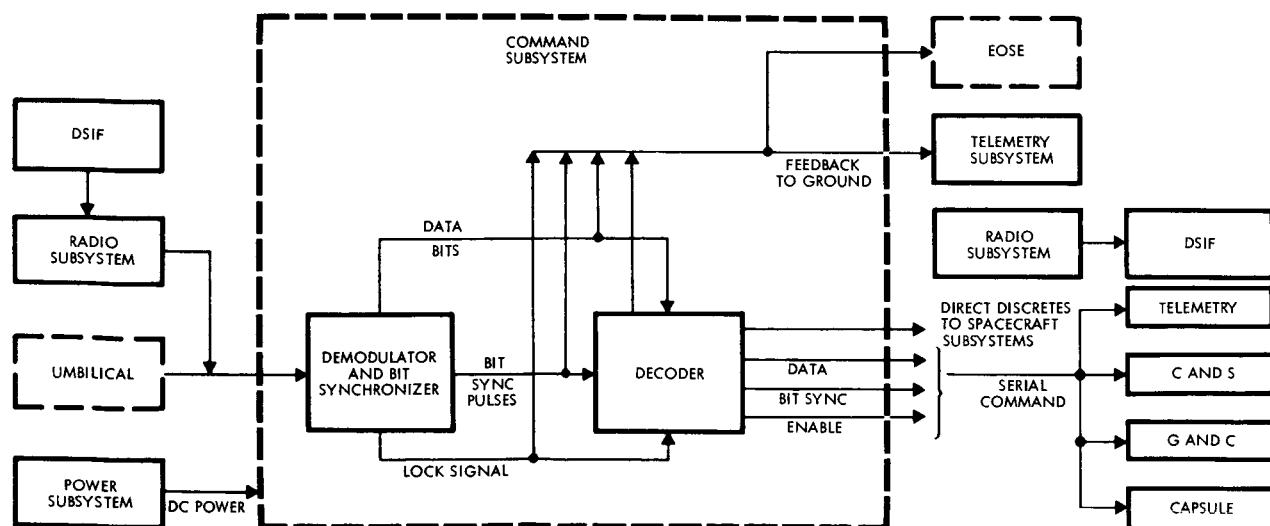 COMMAND
SUBSYSTEM
EOSE
DSIF
TELEMETRY
SUBSYSTEM
FEEDBACK
TO GROUND
RADIO
SUBSYSTEM
DATA
BITS
RADIO
SUBSYSTEM
DSIF
DIRECT DISCRETES
TO SPACECRAFT
SUBSYSTEMS
TELEMETRY
UMBILICAL
DEMODULATOR
AND BIT
SYNCHRONIZER
BIT
SYNC
PULSES
DECODER
DATA
BIT SYNC
ENABLE
SERIAL
COMMAND
C AND S
G AND C
LOCK SIGNAL
POWER
SUBSYSTEM
DC POWER
CAPSULE